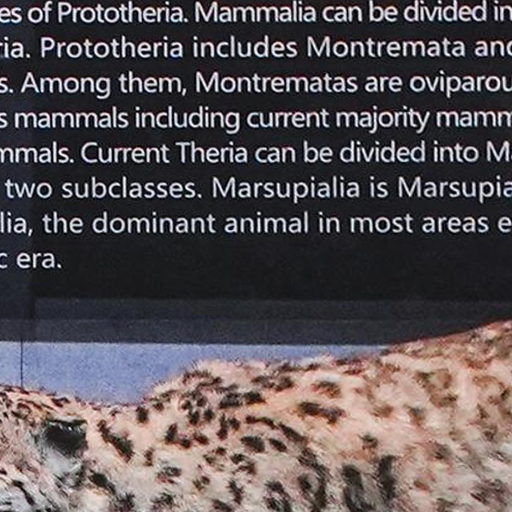 es of Prototheria. Mammalia can be divided in
ria. Prototheria includes Montremata and
s. Among them, Montrematas are oviparou
s mammals including current majority mamm
mmals. Current Theria can be divided into M
two subclasses. Marsupialia is Marsupia
lia, the dominant animal in most areas e
c era.